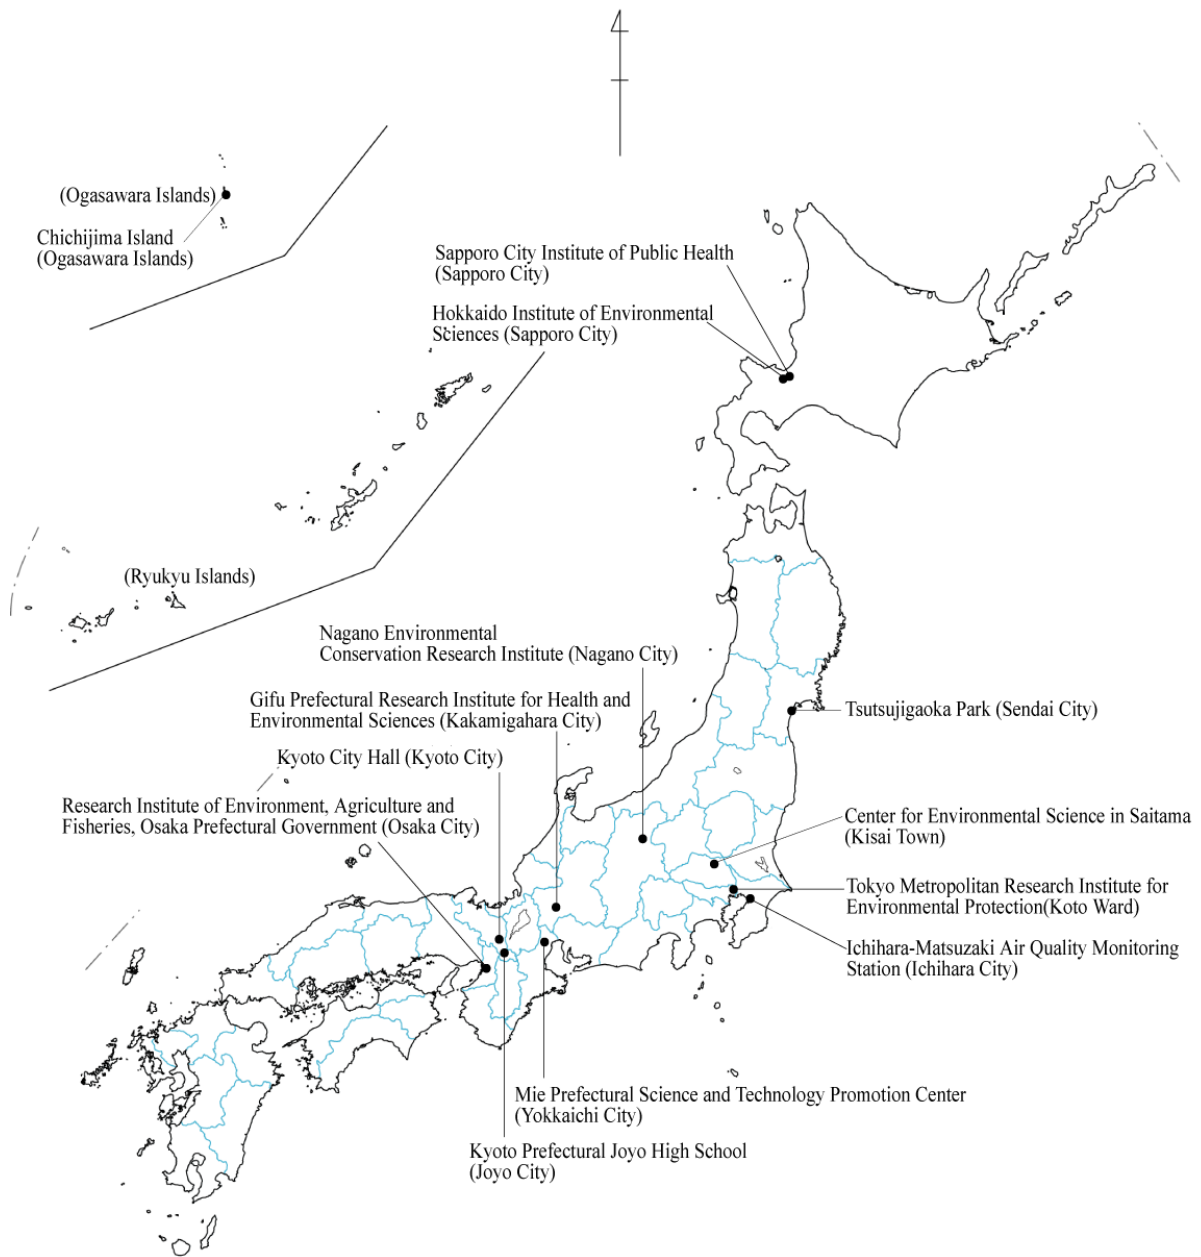 (Ogasawara Islands)
Chichijima Island
(Ogasawara Islands)
Sapporo City Institute of Public Health
(Sapporo City)
Hokkaido Institute of Environmental
Sciences (Sapporo City)
(Ryukyu Islands)
Nagano Environmental
Conservation Research Institute (Nagano City)
Gifu Prefectural Research Institute for Health and
Environmental Sciences (Kakamigahara City)
Tsutsujigaoka Park (Sendai City)
Kyoto City Hall (Kyoto City)
Research Institute of Environment, Agriculture and
Fisheries, Osaka Prefectural Government (Osaka City)
Center for Environmental Science in Saitama
(Kisai Town)
Tokyo Metropolitan Research Institute for
Environmental Protection(Koto Ward)
Ichihara-Matsuzaki Air Quality Monitoring
Station (Ichihara City)
Mie Prefectural Science and Technology Promotion Center
(Yokkaichi City)
Kyoto Prefectural Joyo High School
(Joyo City)